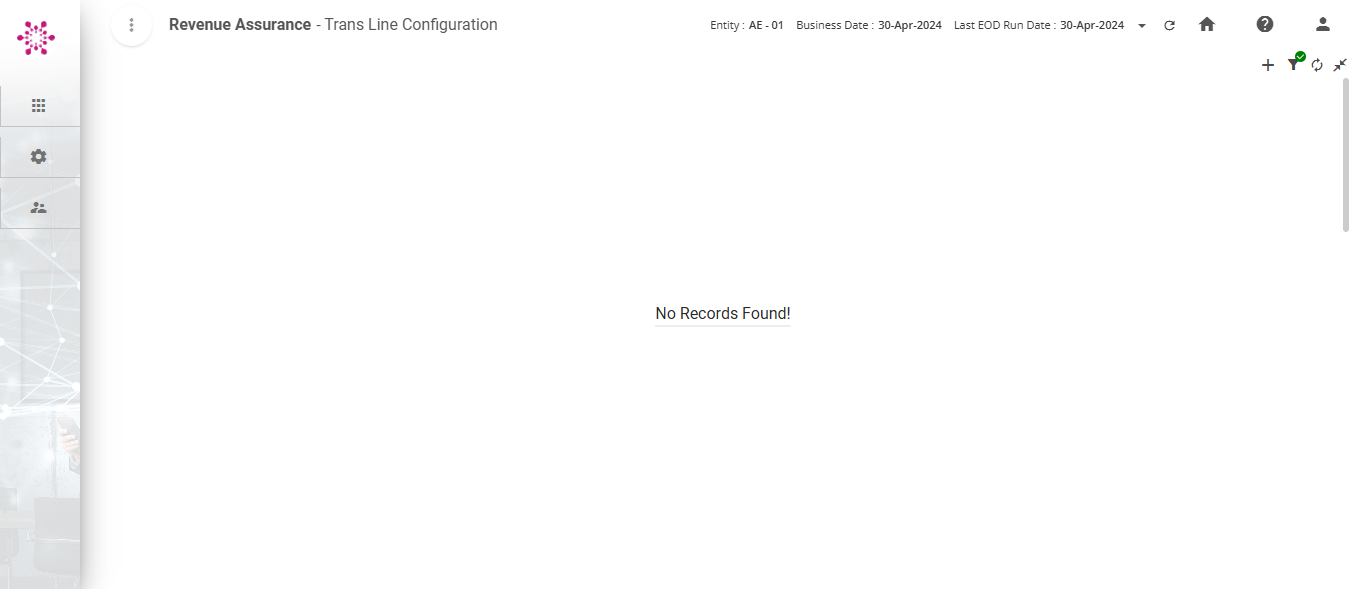 Revenue Assurance - Trans Line Configuration
Entity : AE - 01 Business Date : 30-Apr-2024 Last EOD Run Date : 30-Apr-2024
No Records Found!